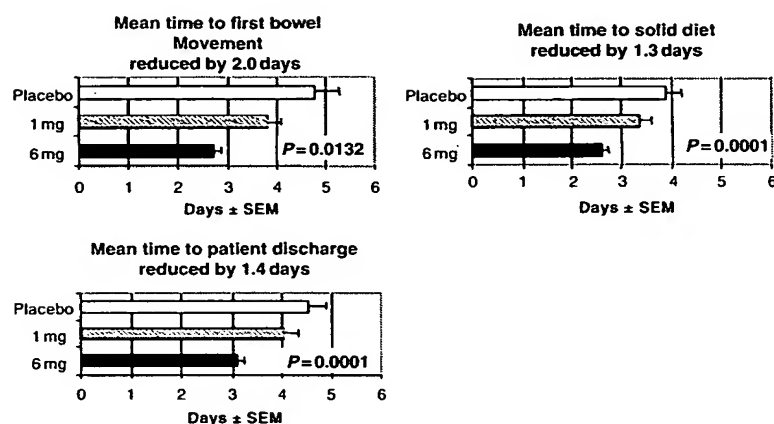 Mean time to first bowel
Movement
reduced by 2.0 days
Placebo
1 mg
6 mg
P = 0.0132
0 1 2 3 4 5 6
Days ± SEM
Mean time to solid diet
reduced by 1.3 days
Placebo
1 mg
6 mg
P = 0.0001
0 1 2 3 4 5 6
Days ± SEM
Mean time to patient discharge
reduced by 1.4 days
Placebo
1 mg
6 mg
P = 0.0001
0 1 2 3 4 5 6
Days ± SEM